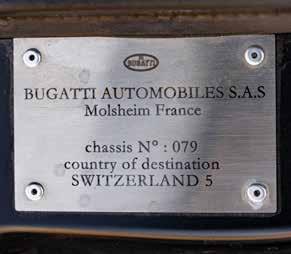 BUGATTI
BUGATTI AUTOMOBILES S.A.S
Molsheim France
chassis N° : 079
country of destination
SWITZERLAND 5